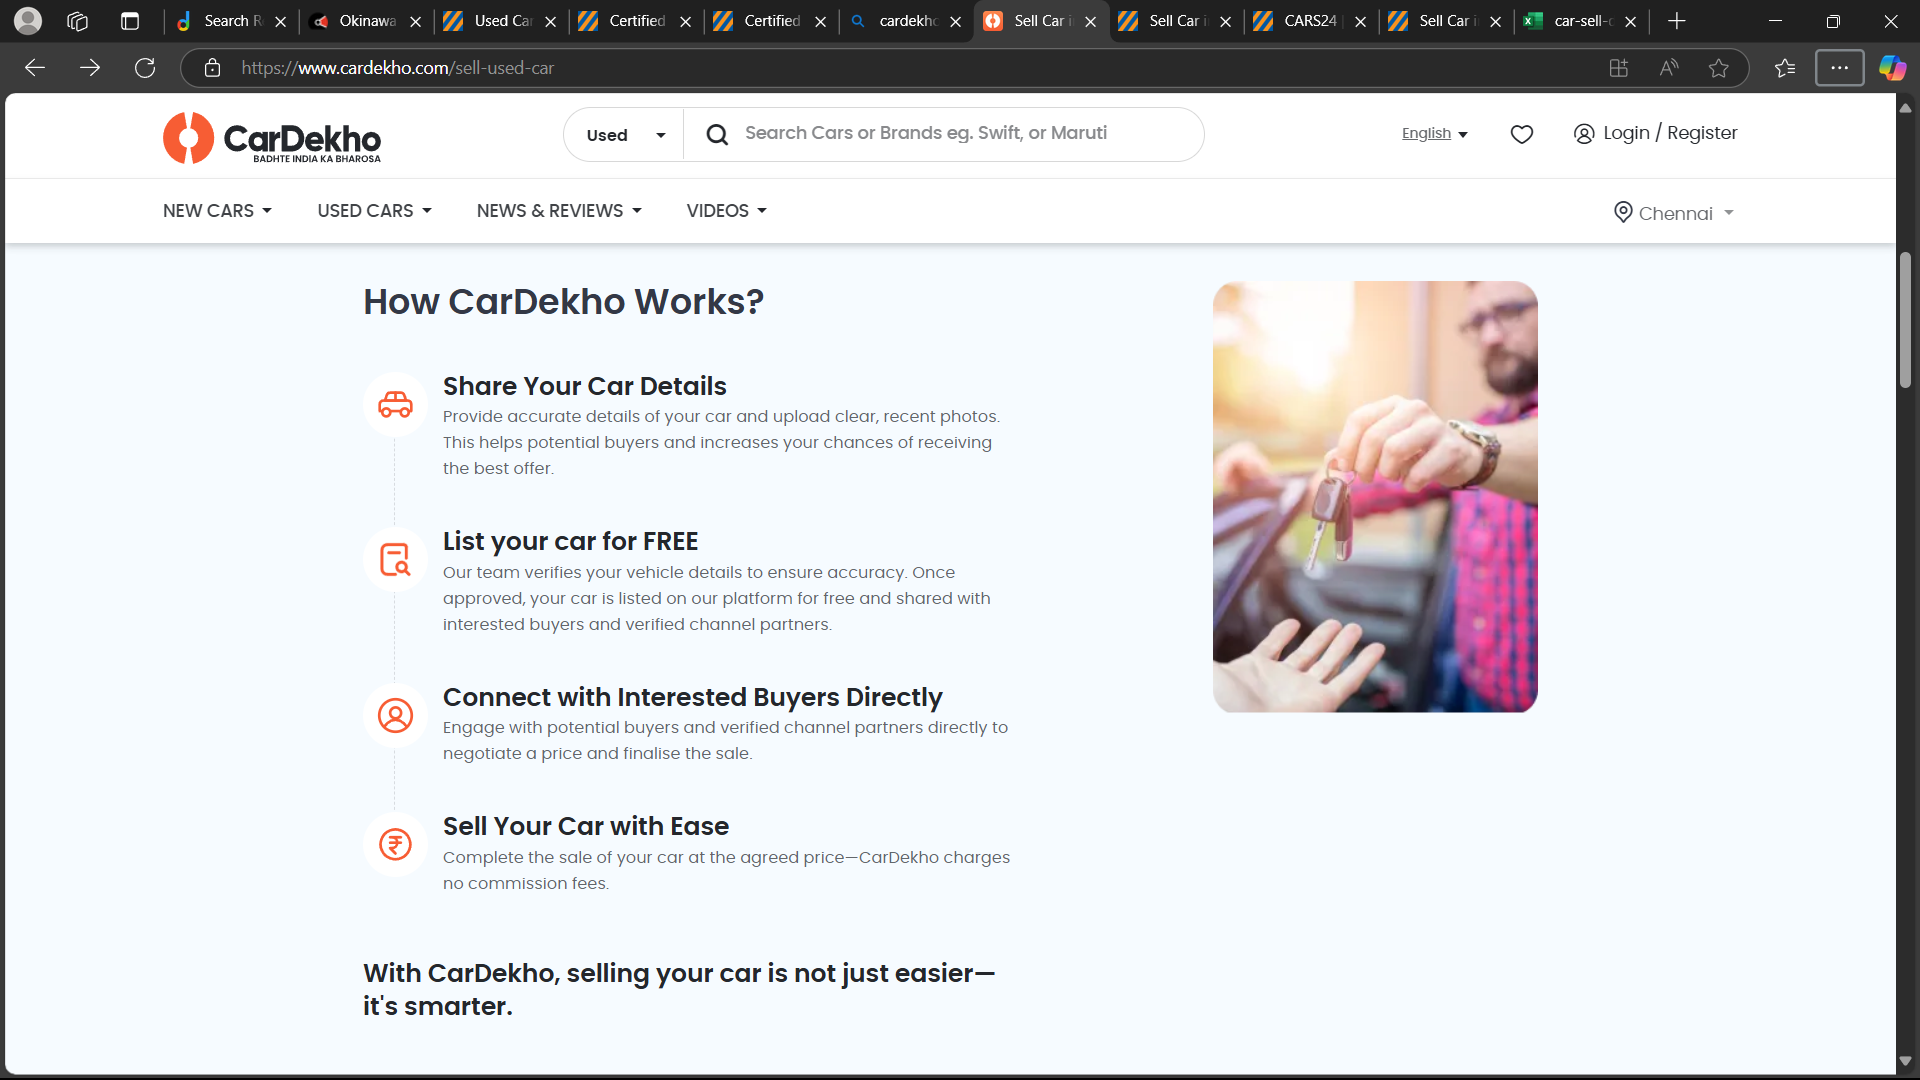 Search R
Okinawa
Used Car
Certified
Certified
cardekho
Sell Car i
Sell Car i
CARS24 |
Sell Car i
car-sell-c
https://www.cardekho.com/sell-used-car
CarDekho
BADHTE INDIA KA BHAROSA
Used
Search Cars or Brands eg. Swift, or Maruti
English
Login / Register
NEW CARS
USED CARS
NEWS & REVIEWS
VIDEOS
Chennai
How CarDekho Works?
Share Your Car Details
Provide accurate details of your car and upload clear, recent photos.
This helps potential buyers and increases your chances of receiving
the best offer.
List your car for FREE
Our team verifies your vehicle details to ensure accuracy. Once
approved, your car is listed on our platform for free and shared with
interested buyers and verified channel partners.
Connect with Interested Buyers Directly
Engage with potential buyers and verified channel partners directly to
negotiate a price and finalise the sale.
Sell Your Car with Ease
Complete the sale of your car at the agreed price—CarDekho charges
no commission fees.
With CarDekho, selling your car is not just easier—
it's smarter.